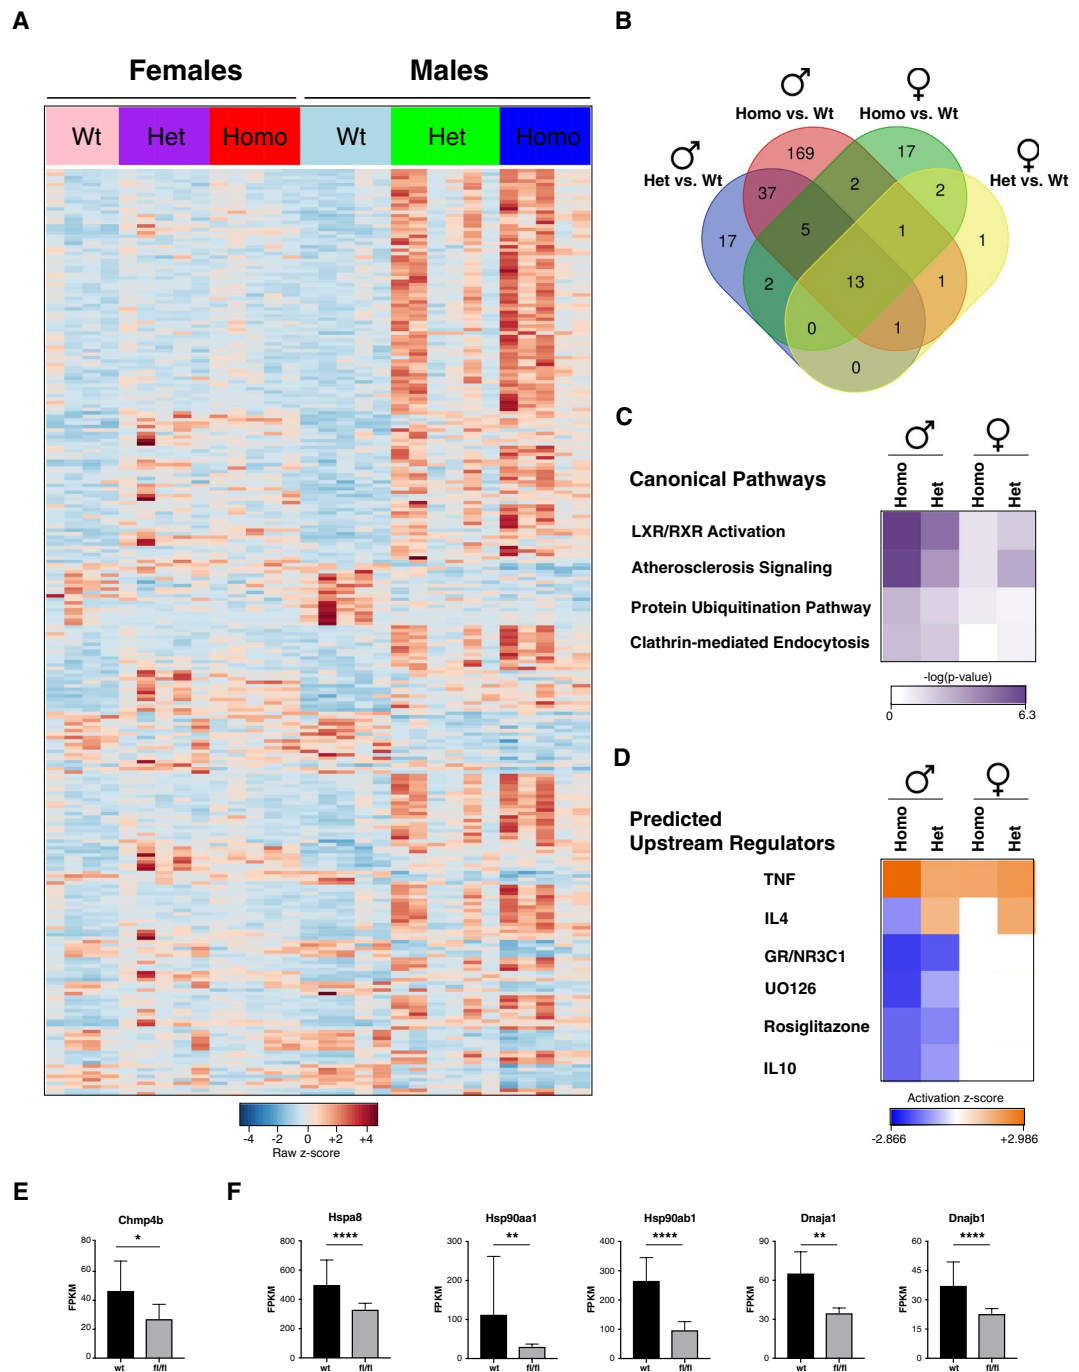 A
Females
Males
Wt
Het
Homo
Wt
Het
Homo
-4
-2
0
+2
+4
Raw z-score
B
Homo vs. Wt
Homo vs. Wt
Het vs. Wt
Het vs. Wt
169
17
37
2
2
17
5
1
1
2
13
1
0
1
0
C
Canonical Pathways
Homo
Het
Homo
Het
LXR/RXR Activation
Atherosclerosis Signaling
Protein Ubiquitination Pathway
Clathrin-mediated Endocytosis
-log(p-value)
0
6.3
D
Predicted
Upstream Regulators
Homo
Het
Homo
Het
TNF
IL4
GR/NR3C1
UO126
Rosiglitazone
IL10
Activation z-score
-2.866
+2.986
E
Chmp4b
*
80
60
40
20
0
FPKM
wt
fl/fl
F
Hspa8
****
800
600
400
200
0
FPKM
wt
fl/fl
Hsp90aa1
**
300
200
100
0
FPKM
wt
fl/fl
Hsp90ab1
****
400
300
200
100
0
FPKM
wt
fl/fl
Dnaja1
**
90
60
30
0
FPKM
wt
fl/fl
Dnajb1
****
60
45
30
15
0
FPKM
wt
fl/fl